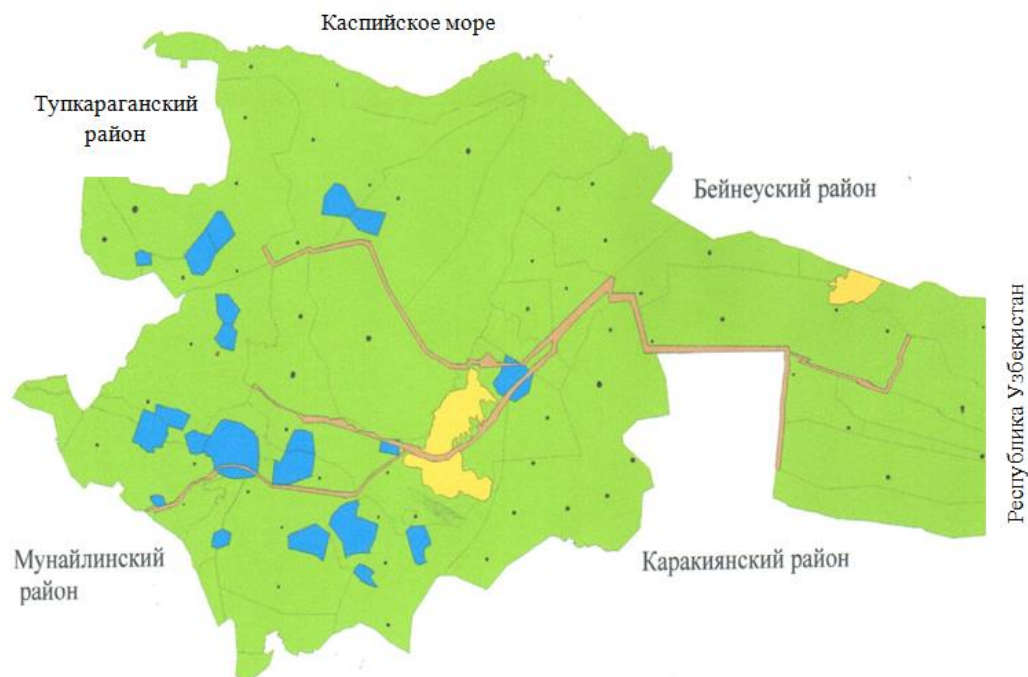 Каспийское море
Тупкараганский
район
Бейнеуский район
Республика Узбекистан
Мунайлинский
район
Каракиянский район